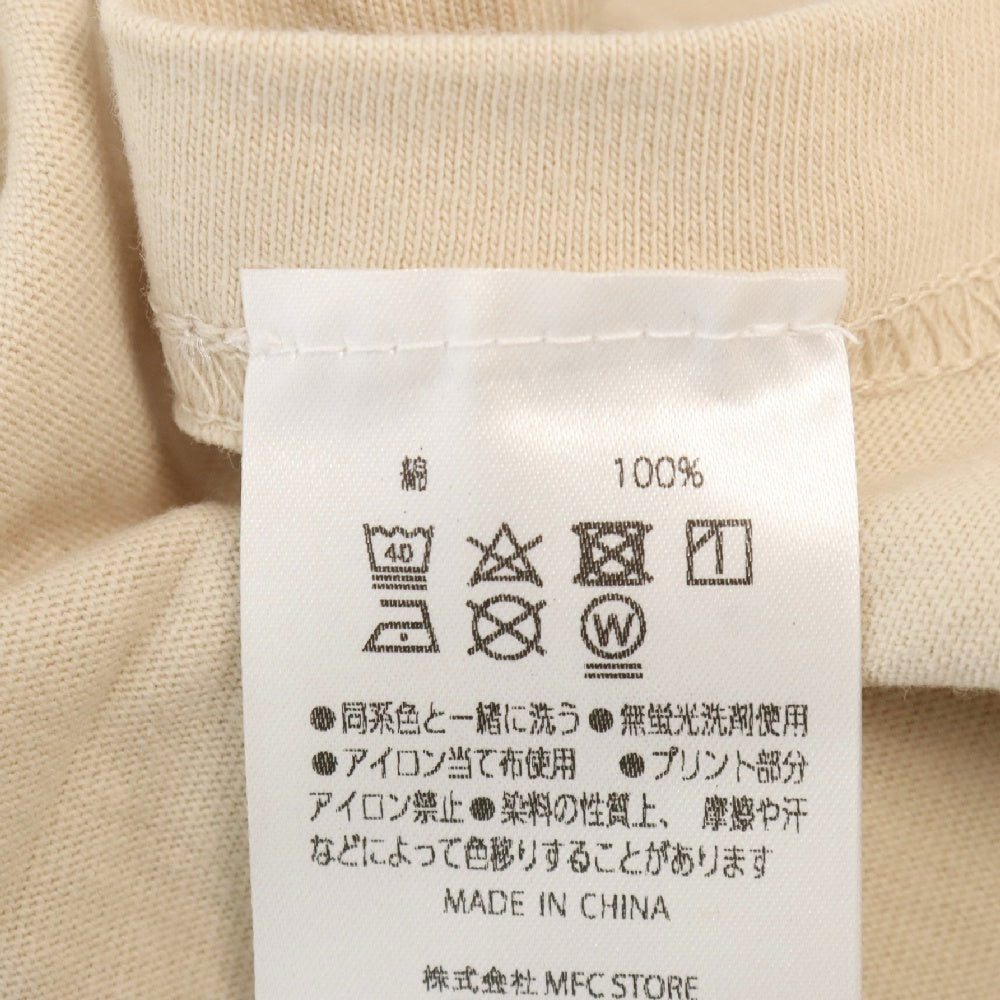 綿 100%
40
W
●同系色と一緒に洗う●無蛍光洗剤使用
●アイロン当て布使用 ●プリント部分
アイロン禁止●染料の性質上、摩擦や汗
などによって色移りすることがあります
MADE IN CHINA
株式会社 MFC STORE